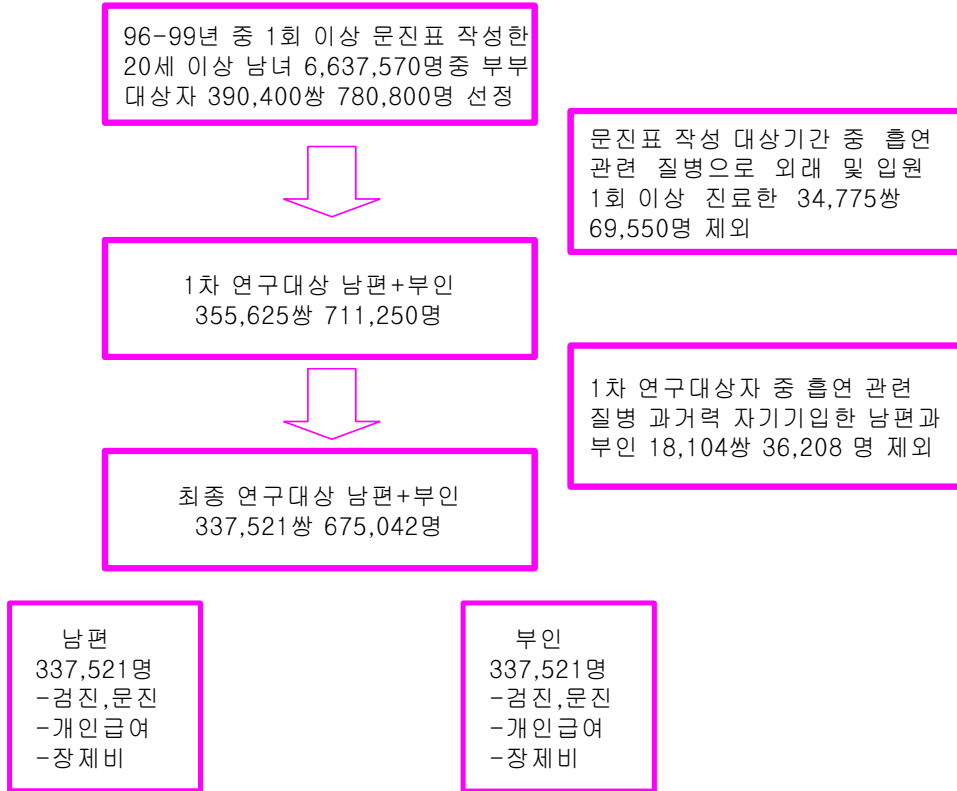 96-99년 중 1회 이상 문진표 작성한
20세 이상 남녀 6,637,570명중 부부
대상자 390,400쌍 780,800명 선정
문진표 작성 대상기간 중 흡연
관련 질병으로 외래 및 입원
1회 이상 진료한 34,775쌍
69,550명 제외
1차 연구대상 남편+부인
355,625쌍 711,250명
1차 연구대상자 중 흡연 관련
질병 과거력 자기기입한 남편과
부인 18,104쌍 36,208 명 제외
최종 연구대상 남편+부인
337,521쌍 675,042명
남편
337,521명
-검진,문진
-개인급여
-장제비
부인
337,521명
-검진,문진
-개인급여
-장제비